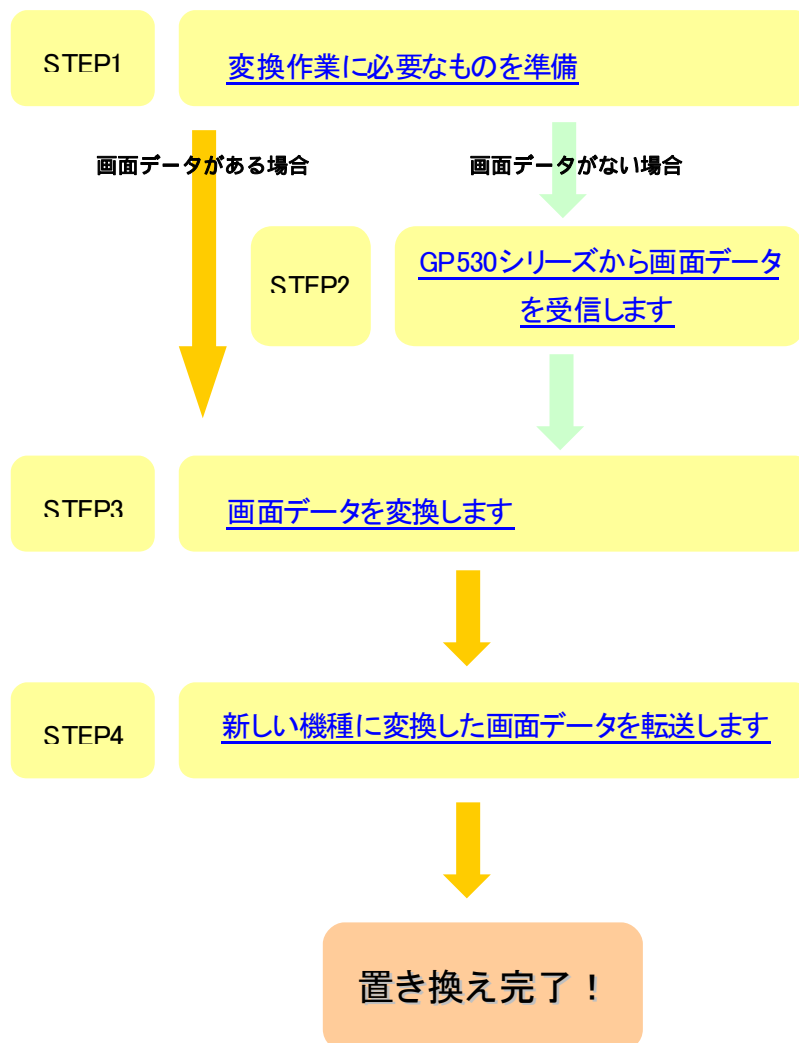 STEP1
変換作業に必要なものを準備
画面データがある場合
画面データがない場合
STEP2
GP530シリーズから画面データ
を受信します
STEP3
画面データを変換します
STEP4
新しい機種に変換した画面データを転送します
置き換え完了！